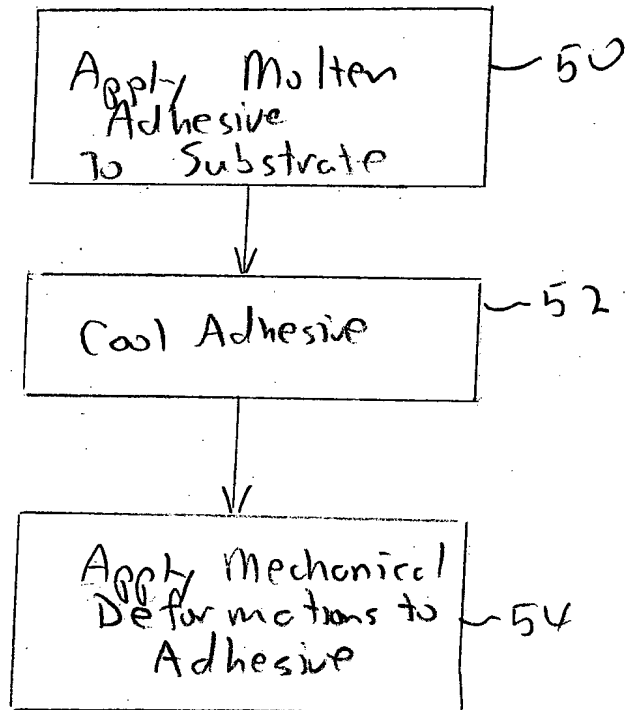 Apply Molten
Adhesive
To Substrate
50
Cool Adhesive
52
Apply Mechanical
Deformations to
Adhesive
54